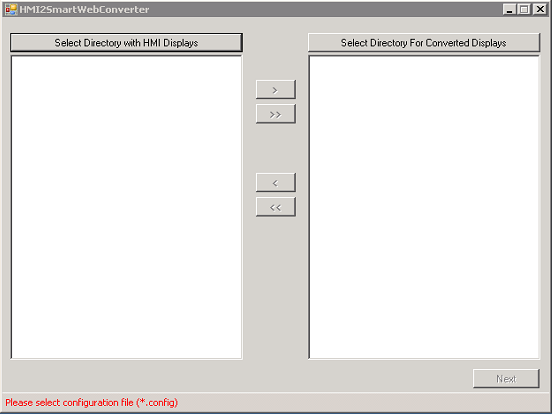 HMI2SmartWebConverter
Select Directory with HMI Displays
Select Directory For Converted Displays
>
>>
<
<<
Next
Please select configuration file (*.config)